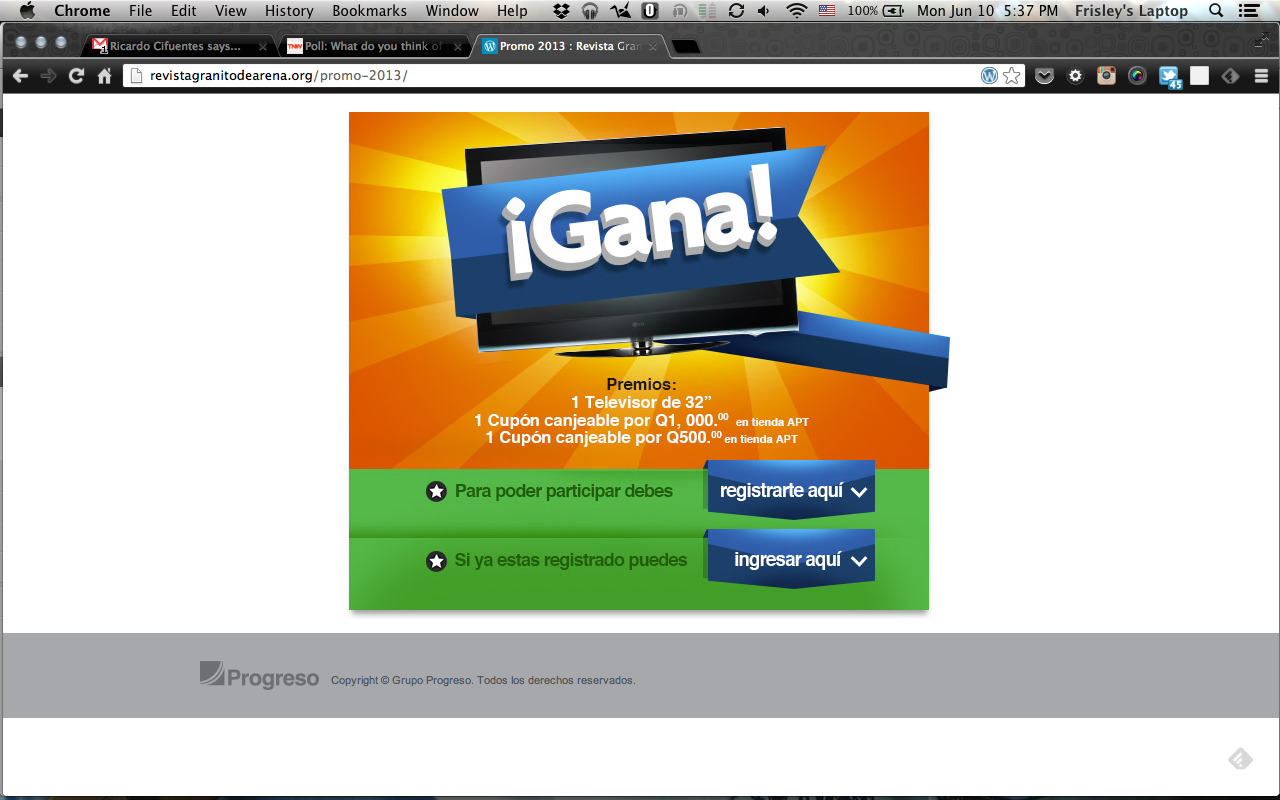 Chrome File Edit View History Bookmarks Window Help 100% Mon Jun 10 5:37 PM Frisley's Laptop
Ricardo Cifuentes says... TNW Poll: What do you think of Promo 2013 : Revista Gran
revistagranitodearena.org/promo-2013/ 45
¡Gana!
LG
Premios:
1 Televisor de 32”
1 Cupón canjeable por Q1, 000.00 en tienda APT
1 Cupón canjeable por Q500.00 en tienda APT
Para poder participar debes registrarte aquí
Si ya estas registrado puedes ingresar aquí
Progreso Copyright © Grupo Progreso. Todos los derechos reservados.